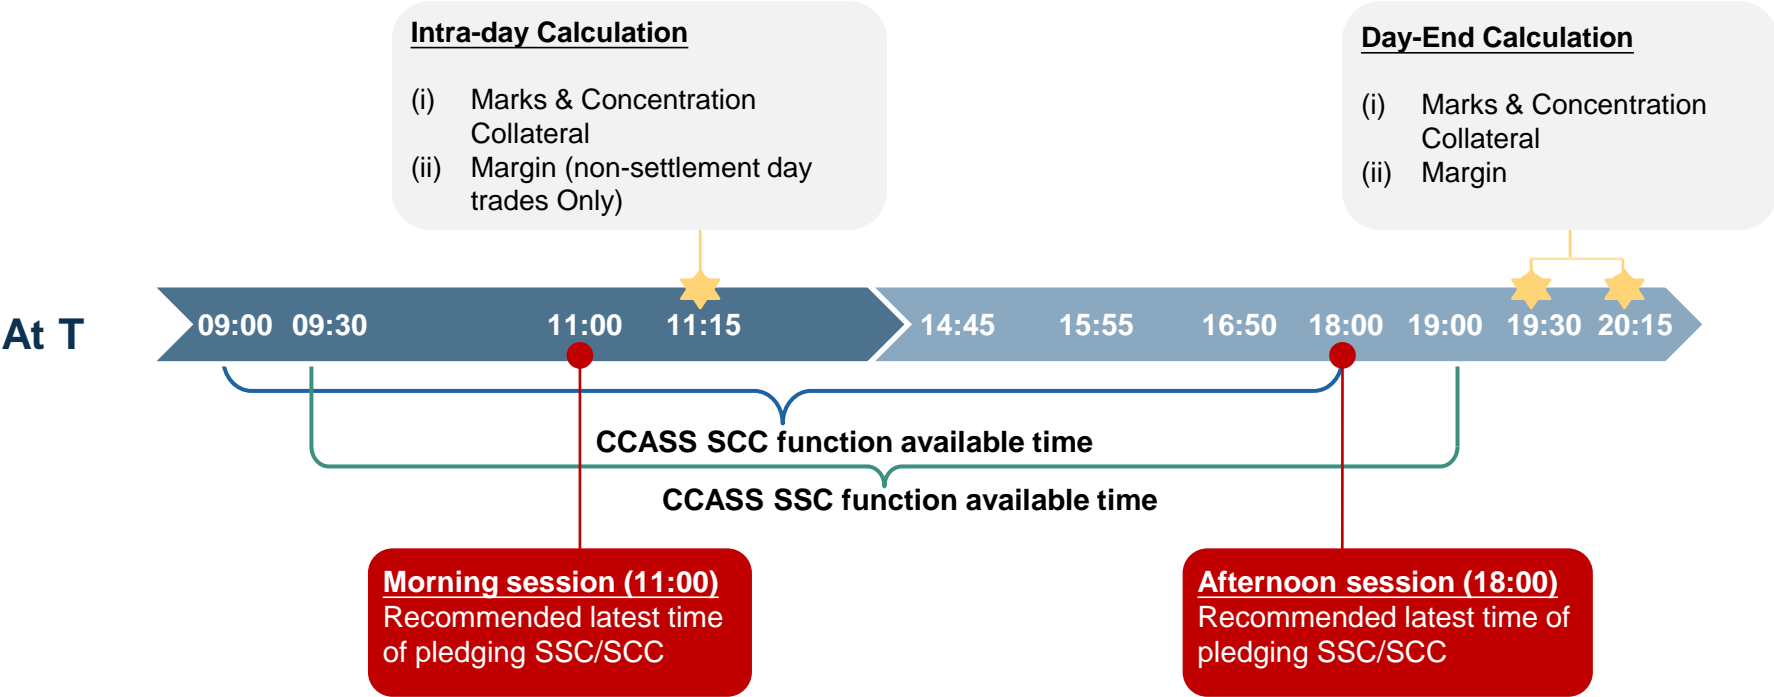 Intra-day Calculation
(i) Marks & Concentration
Collateral
(ii) Margin (non-settlement day
trades Only)
Day-End Calculation
(i) Marks & Concentration
Collateral
(ii) Margin
At T
09:00 09:30 11:00 11:15 14:45 15:55 16:50 18:00 19:00 19:30 20:15
CCASS SCC function available time
CCASS SSC function available time
Morning session (11:00)
Recommended latest time
of pledging SSC/SCC
Afternoon session (18:00)
Recommended latest time of
pledging SSC/SCC